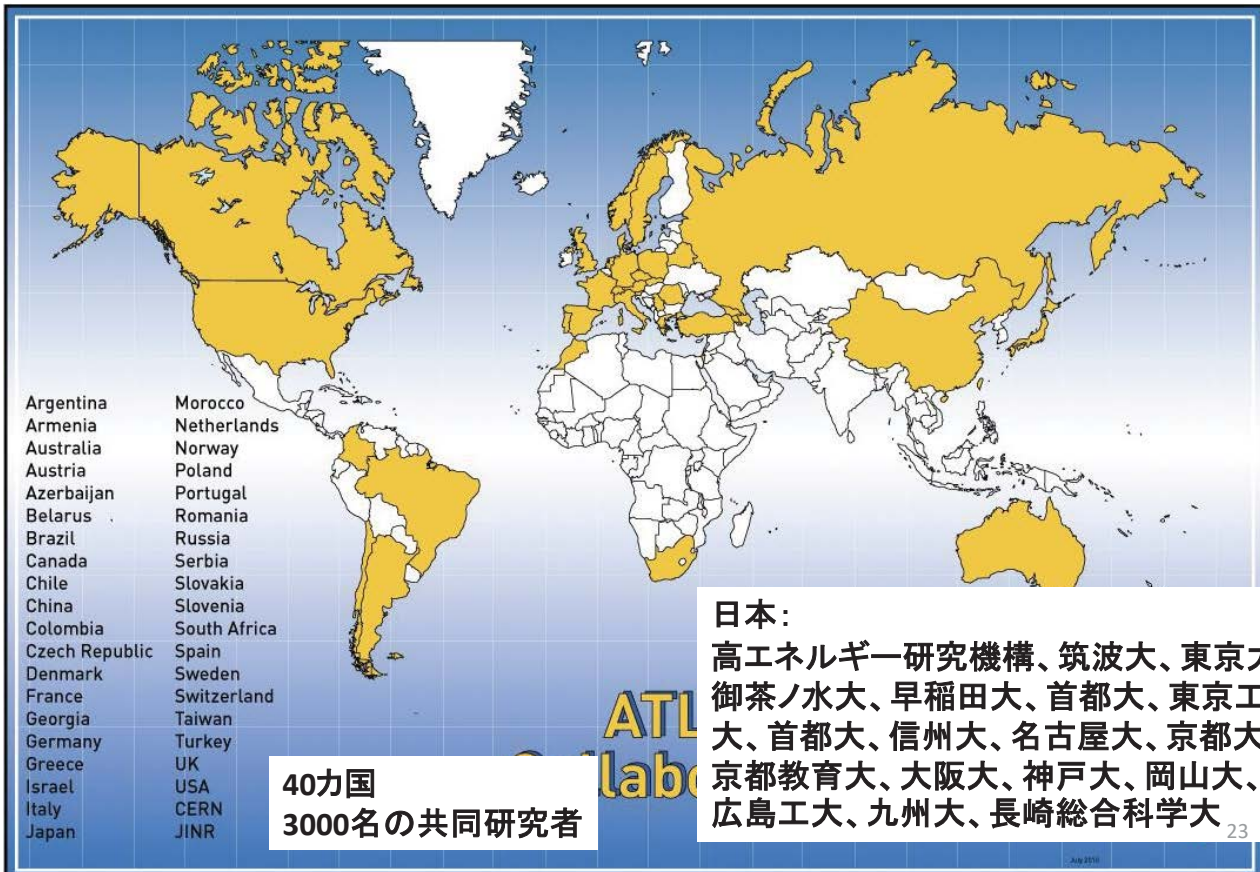 Argentina
Armenia
Australia
Austria
Azerbaijan
Belarus
Brazil
Canada
Chile
China
Colombia
Czech Republic
Denmark
France
Georgia
Germany
Greece
Israel
Italy
Japan
Morocco
Netherlands
Norway
Poland
Portugal
Romania
Russia
Serbia
Slovakia
Slovenia
South Africa
Spain
Sweden
Switzerland
Taiwan
Turkey
UK
USA
CERN
JINR
40カ国
3000名の共同研究者
ATL
日本:
高エネルギー研究機構、筑波大、東京大
御茶ノ水大、早稲田大、首都大、東京工
大、首都大、信州大、名古屋大、京都大
京都教育大、大阪大、神戸大、岡山大、
広島工大、九州大、長崎総合科学大
23
July 2010